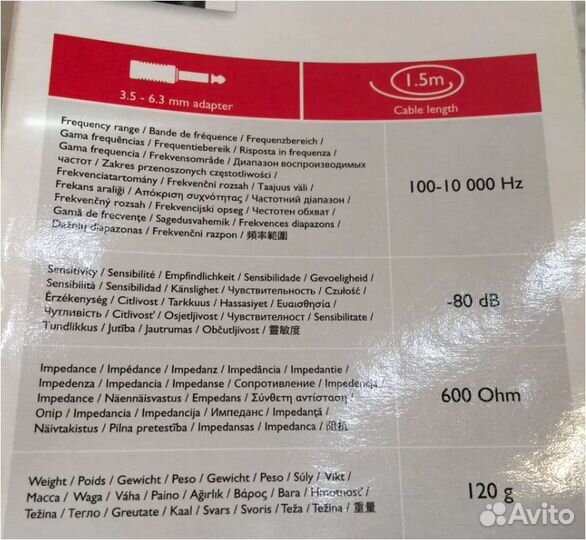 3.5 - 6.3 mm adapter
1.5m
Cable length
Frequency range / Bande de fréquence / Frequenzbereich /
Gama frequências / Frequentiebereik / Risposta in frequenza /
Gama frecuencia / Frekvensområde / Диапазон воспроизводимых
частот / Zakres przenoszonych częstotliwości /
Frekvenciatartomány / Frekvenční rozsah / Taajuus väli /
Frekans araliği / Απόκριση συχνότητας / Частотний діапазон /
Frekvenčný rozsah / Frekvencijski opseg / Честотен обхват /
Gamă de frecvențe / Sagedusvahemik / Frekvences diapazons /
Dažnių diapazonas / Frekvenčni razpon / 頻率範圍
100-10 000 Hz
Sensitivity / Sensibilité / Empfindlichkeit / Sensibilidade / Gevoeligheid /
Sensibilità / Sensibilidad / Känslighet / Чувствительность / Czułość /
Érzékenység / Citlivost / Tarkkuus / Hassasiyet / Ευαισθησία /
Чутливість / Citlivosť / Osjetljivost / Чувствителност / Sensibilitate /
Tundlikkus / Jutība / Jautrumas / Občutljivost / 靈敏度
-80 dB
Impedance / Impédance / Impedanz / Impedância / Impedantie /
Impedenza / Impedancia / Impedanse / Сопротивление / Impedencja /
Impedance / Näennäisvastus / Empedans / Σύνθετη αντίσταση /
Опір / Impedancia / Impedancija / Импеданс / Impedanță /
Näivtakistus / Pilna pretestība / Impedansas / Impedanca / 阻抗
600 Ohm
Weight / Poids / Gewicht / Peso / Gewicht / Peso / Súly / Vikt /
Масса / Waga / Váha / Paino / Ağırlık / Βάρος / Вага / Hmotnosť /
Težina / Тегло / Greutate / Kaal / Svars / Svoris / Teža / Težina / 重量
120 g
Avito